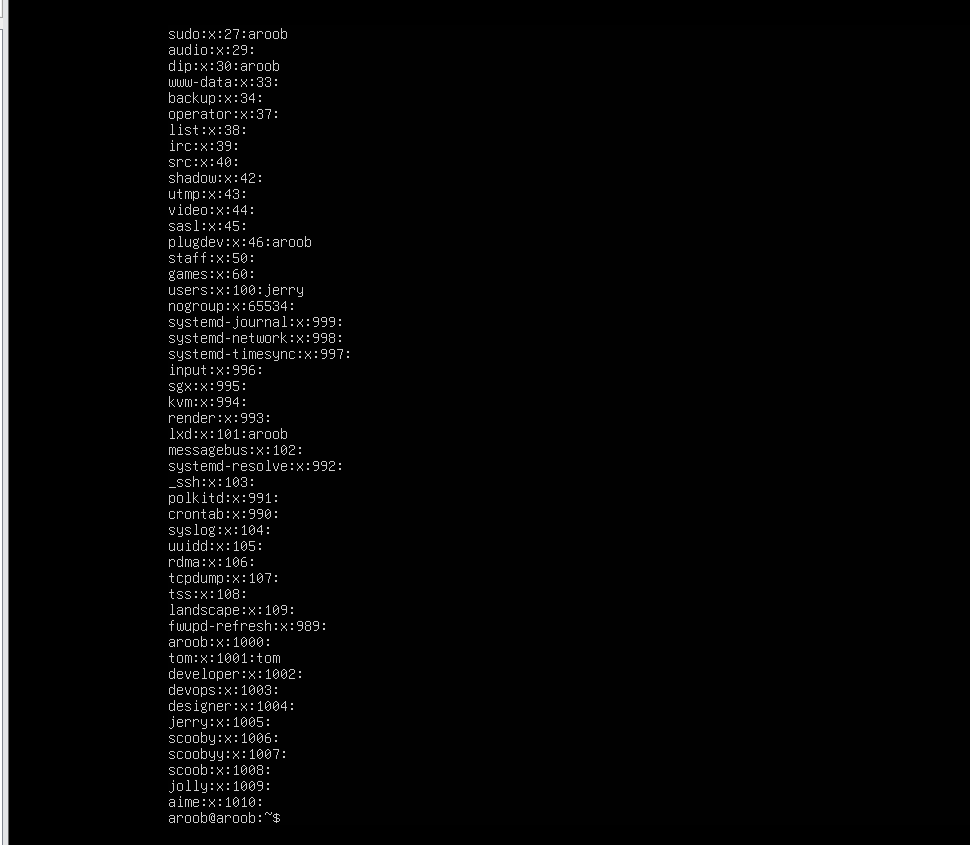 sudo:x:27:aroob
audio:x:29:
dip:x:30:aroob
www-data:x:33:
backup:x:34:
operator:x:37:
list:x:38:
irc:x:39:
src:x:40:
shadow:x:42:
utmp:x:43:
video:x:44:
sasl:x:45:
plugdev:x:46:aroob
staff:x:50:
games:x:60:
users:x:100:jerry
nogroup:x:65534:
systemd-journal:x:999:
systemd-network:x:998:
systemd-timesync:x:997:
input:x:996:
sgx:x:995:
kvm:x:994:
render:x:993:
lxd:x:101:aroob
messagebus:x:102:
systemd-resolve:x:992:
_ssh:x:103:
polkitd:x:991:
crontab:x:990:
syslog:x:104:
uuidd:x:105:
rdma:x:106:
tcpdump:x:107:
tss:x:108:
landscape:x:109:
fwupd-refresh:x:989:
aroob:x:1000:
tom:x:1001:tom
developer:x:1002:
devops:x:1003:
designer:x:1004:
jerry:x:1005:
scooby:x:1006:
scoobyy:x:1007:
scoob:x:1008:
jolly:x:1009:
aime:x:1010:
aroob@aroob:~$